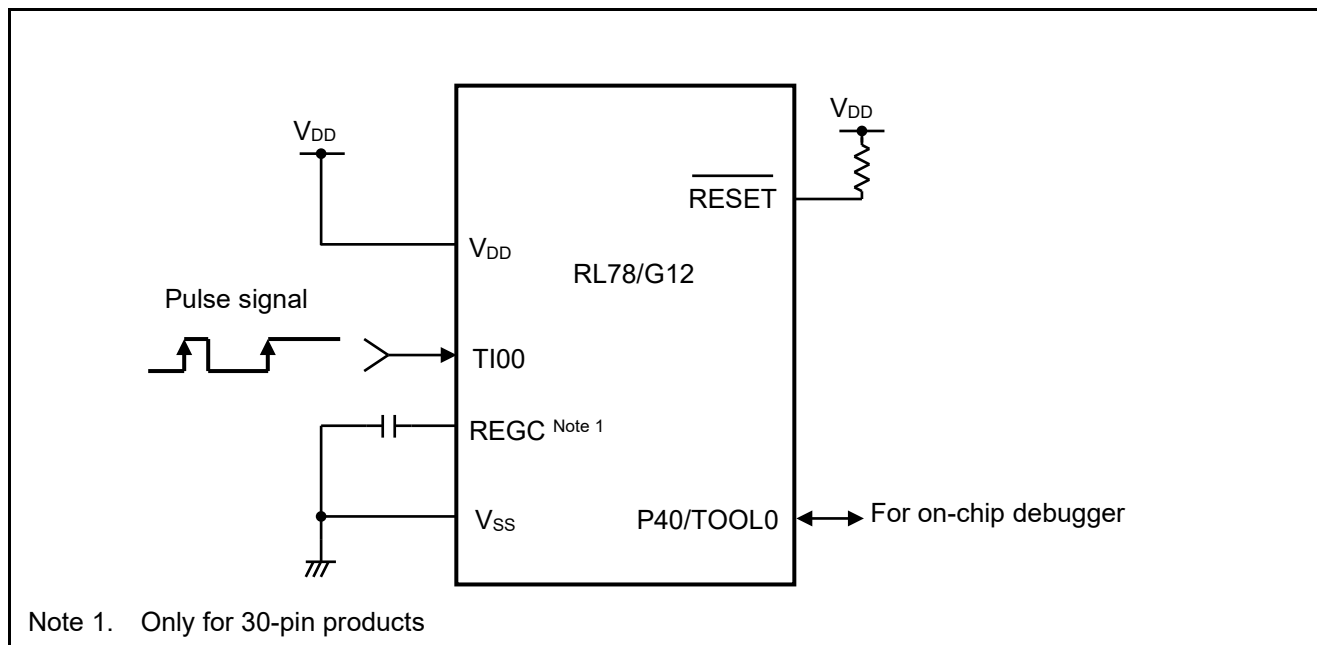 VDD
VDD
RESET
VDD
RL78/G12
Pulse signal
TI00
REGC Note 1
VSS
P40/TOOL0
For on-chip debugger
Note 1. Only for 30-pin products